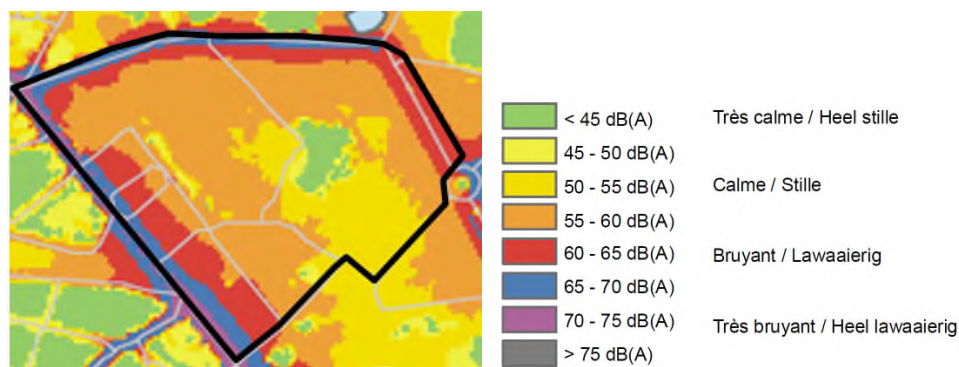 < 45 dB(A) Très calme / Heel stille
45 - 50 dB(A)
50 - 55 dB(A) Calme / Stille
55 - 60 dB(A)
60 - 65 dB(A) Bruyant / Lawaaierig
65 - 70 dB(A)
70 - 75 dB(A) Très bruyant / Heel lawaaierig
> 75 dB(A)